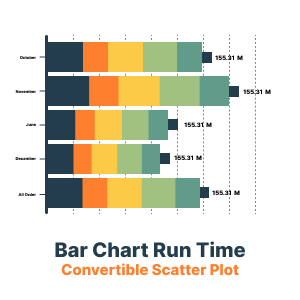 October 155.31 M
November 155.31 M
June 155.31 M
December 155.31 M
All Order 155.31 M
Bar Chart Run Time
Convertible Scatter Plot